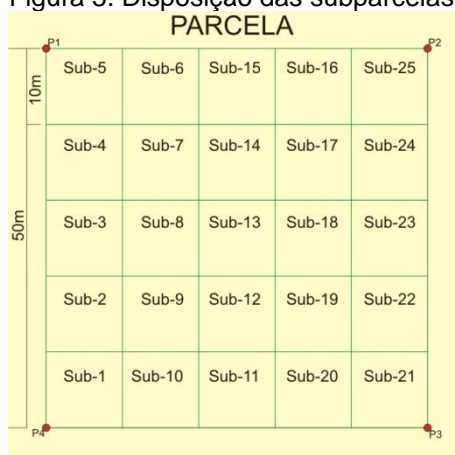 Figura 5. Disposição das subparcelas
PARCELA
P1
P2
10m
Sub-5 Sub-6 Sub-15 Sub-16 Sub-25
Sub-4 Sub-7 Sub-14 Sub-17 Sub-24
50m
Sub-3 Sub-8 Sub-13 Sub-18 Sub-23
Sub-2 Sub-9 Sub-12 Sub-19 Sub-22
Sub-1 Sub-10 Sub-11 Sub-20 Sub-21
P4
P3